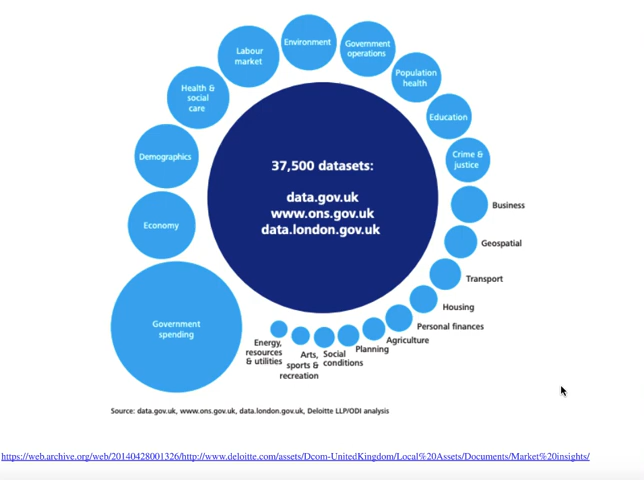 Environment
Government
operations
Labour
market
Population
health
Health &
social
care
Education
Crime &
justice
Demographics
37,500 datasets:
data.gov.uk
www.ons.gov.uk
data.london.gov.uk
Business
Economy
Geospatial
Transport
Housing
Government
spending
Personal finances
Agriculture
Planning
Social
conditions
Arts,
sports &
recreation
Energy,
resources
& utilities
Source: data.gov.uk, www.ons.gov.uk, data.london.gov.uk, Deloitte LLP/ODI analysis
https://web.archive.org/web/20140428001326/http://www.deloitte.com/assets/Dcom-UnitedKingdom/Local%20Assets/Documents/Market%20insights/